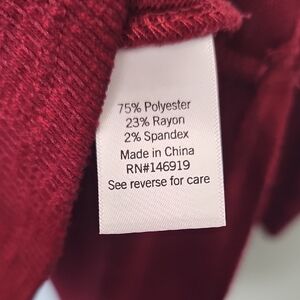 75% Polyester
23% Rayon
2% Spandex
Made in China
RN#146919
See reverse for care